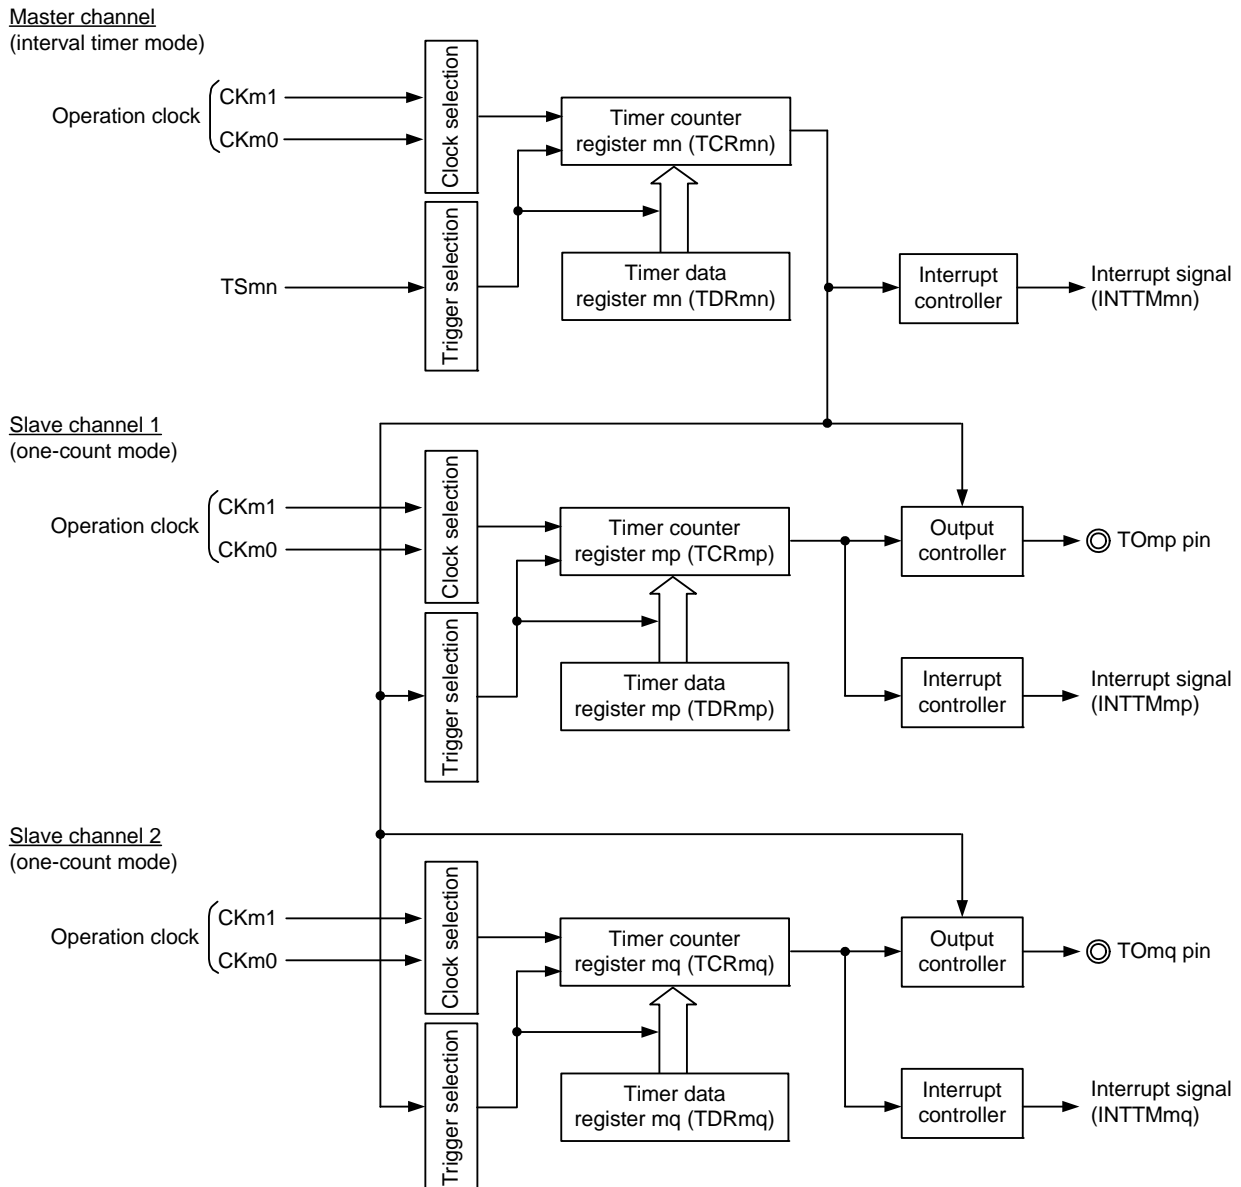 Master channel
(interval timer mode)
Operation clock
CKm1
CKm0
Clock selection
Timer counter
register mn (TCRmn)
TSmn
Trigger selection
Timer data
register mn (TDRmn)
Interrupt
controller
Interrupt signal
(INTTMmn)
Slave channel 1
(one-count mode)
Operation clock
CKm1
CKm0
Clock selection
Timer counter
register mp (TCRmp)
Output
controller
TOmp pin
Trigger selection
Timer data
register mp (TDRmp)
Interrupt
controller
Interrupt signal
(INTTMmp)
Slave channel 2
(one-count mode)
Operation clock
CKm1
CKm0
Clock selection
Timer counter
register mq (TCRmq)
Output
controller
TOmq pin
Trigger selection
Timer data
register mq (TDRmq)
Interrupt
controller
Interrupt signal
(INTTMmq)